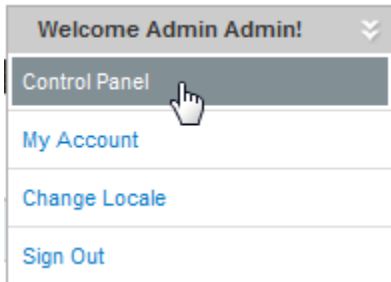 Welcome Admin Admin!
Control Panel
My Account
Change Locale
Sign Out